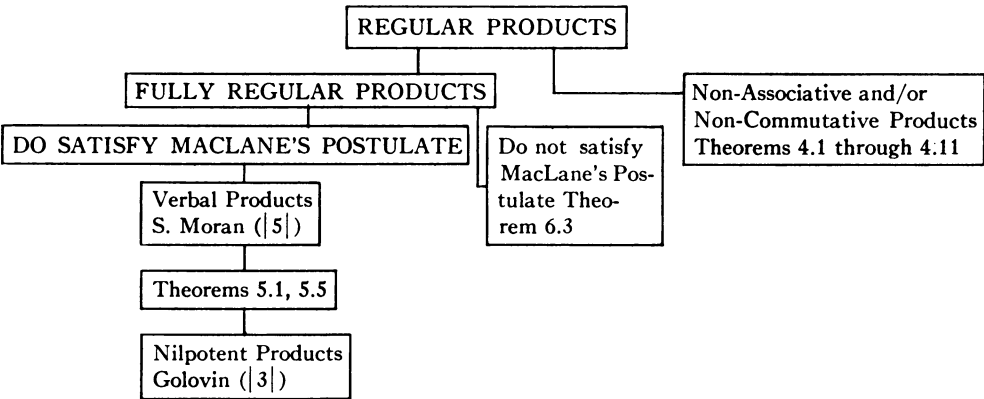 REGULAR PRODUCTS
FULLY REGULAR PRODUCTS
Non-Associative and/or
Non-Commutative Products
Theorems 4.1 through 4.11
DO SATISFY MACLANE'S POSTULATE
Do not satisfy
MacLane's Pos-
tulate Theo-
rem 6.3
Verbal Products
S. Moran (|5|)
Theorems 5.1, 5.5
Nilpotent Products
Golovin (|3|)